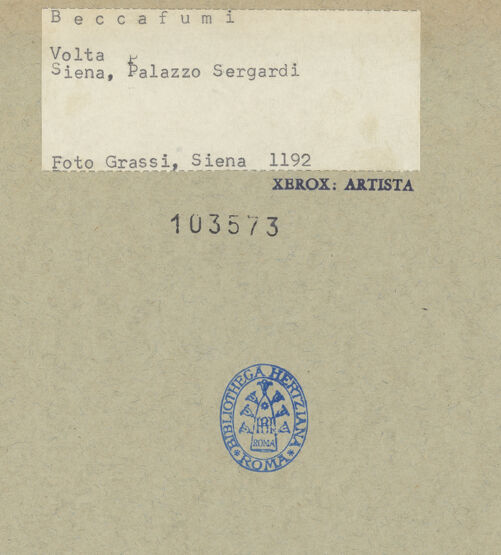 Beccafumi
Volta
Siena, Palazzo Sergardi
Foto Grassi, Siena 1192
XEROX: ARTISTA
103573
BIBLIOTHECA HERTZIANA
ROMA
ROMA